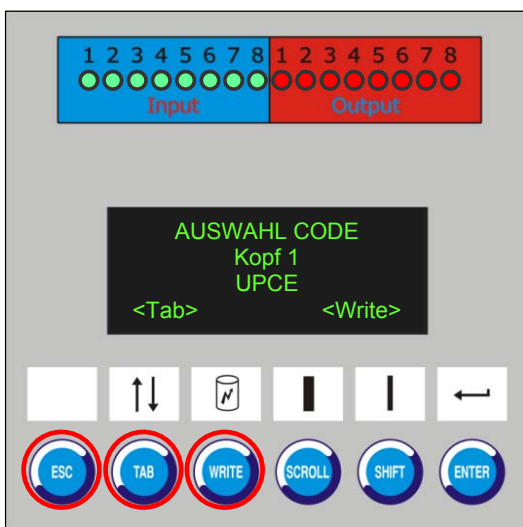 1 2 3 4 5 6 7 8 1 2 3 4 5 6 7 8
Input Output
AUSWAHL CODE
Kopf 1
UPCE
<Tab> <Write>
ESC TAB WRITE SCROLL SHIFT ENTER